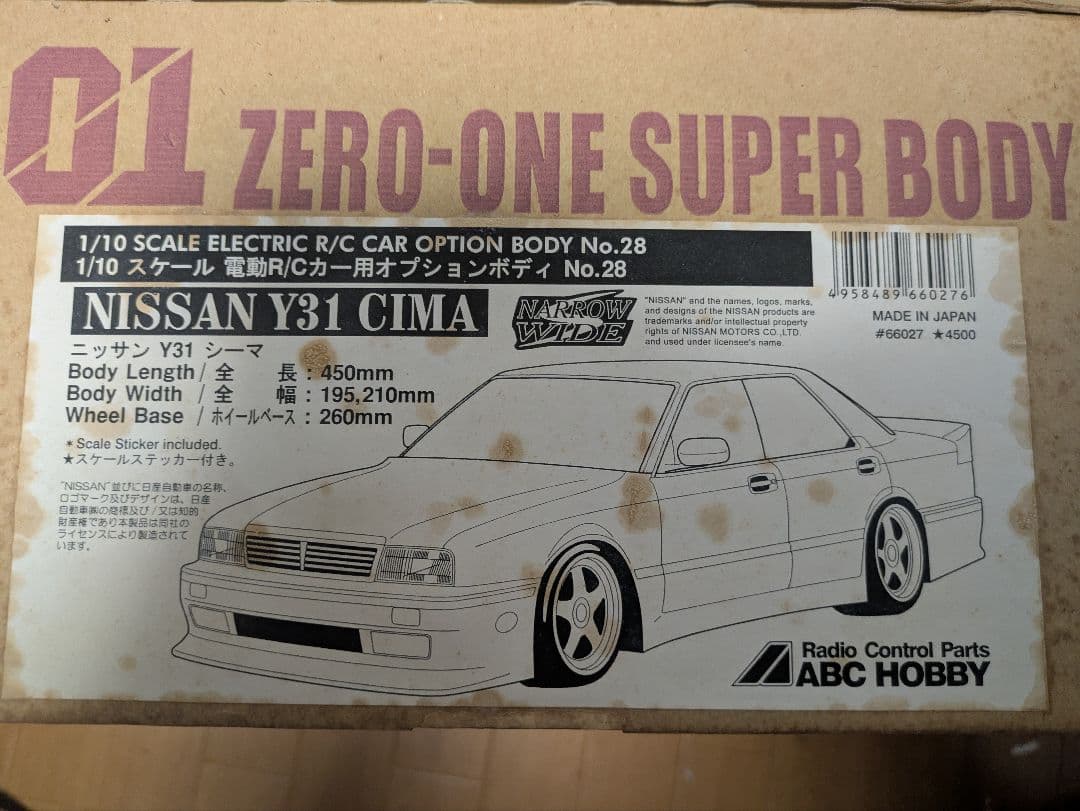 01 ZERO-ONE SUPER BODY
1/10 SCALE ELECTRIC R/C CAR OPTION BODY No.28
1/10 スケール 電動R/Cカー用オプションボディ No.28
NISSAN Y31 CIMA
NARROW
WIDE
"NISSAN" and the names, logos, marks,
and designs of the NISSAN products are
trademarks and/or intellectual property
rights of NISSAN MOTORS CO.,LTD.
and used under licensee's name.
4958489660276
MADE IN JAPAN
#66027 ★4500
ニッサン Y31 シーマ
Body Length / 全 長 : 450mm
Body Width / 全 幅 : 195,210mm
Wheel Base / ホイールベース : 260mm
*Scale Sticker included.
★スケールステッカー付き。
"NISSAN"並びに日産自動車の名称、
ロゴマーク及びデザインは、日産
自動車㈱の商標及び/又は知的
財産権であり本製品は同社の
ライセンスにより製造されて
います。
Radio Control Parts
ABC HOBBY